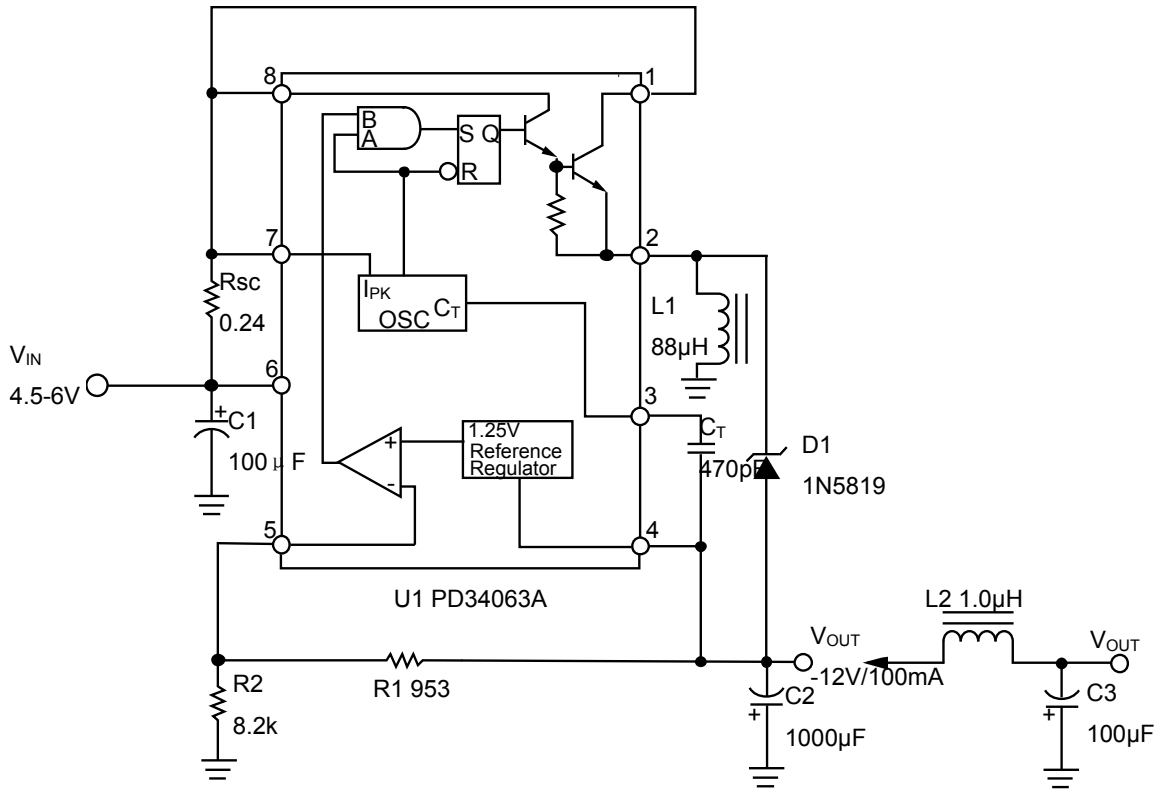 8
1
B
A
S Q
R
7
2
Rsc
0.24
IPK
CT
OSC
L1
88µH
VIN
4.5-6V
6
3
+
C1
100µF
1.25V
Reference
Regulator
+
-
CT
470pF
D1
1N5819
5
4
U1 PD34063A
L2 1.0µH
VOUT
-12V/100mA
VOUT
R1 953
R2
8.2k
C2
+
1000µF
C3
+
100µF